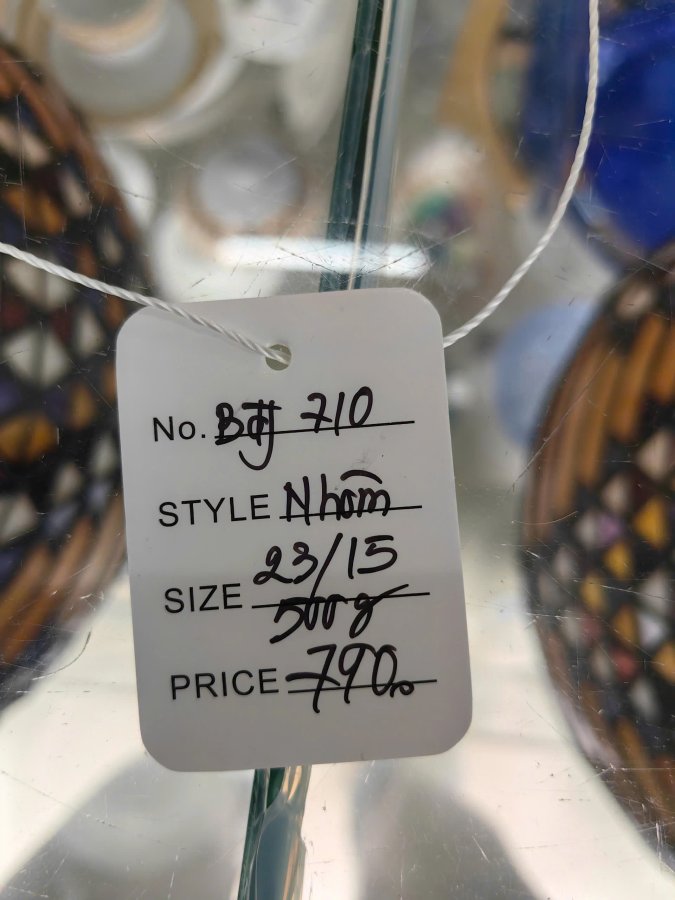 No. 710
STYLE Nhôm
SIZE 23/15
500g
PRICE 790